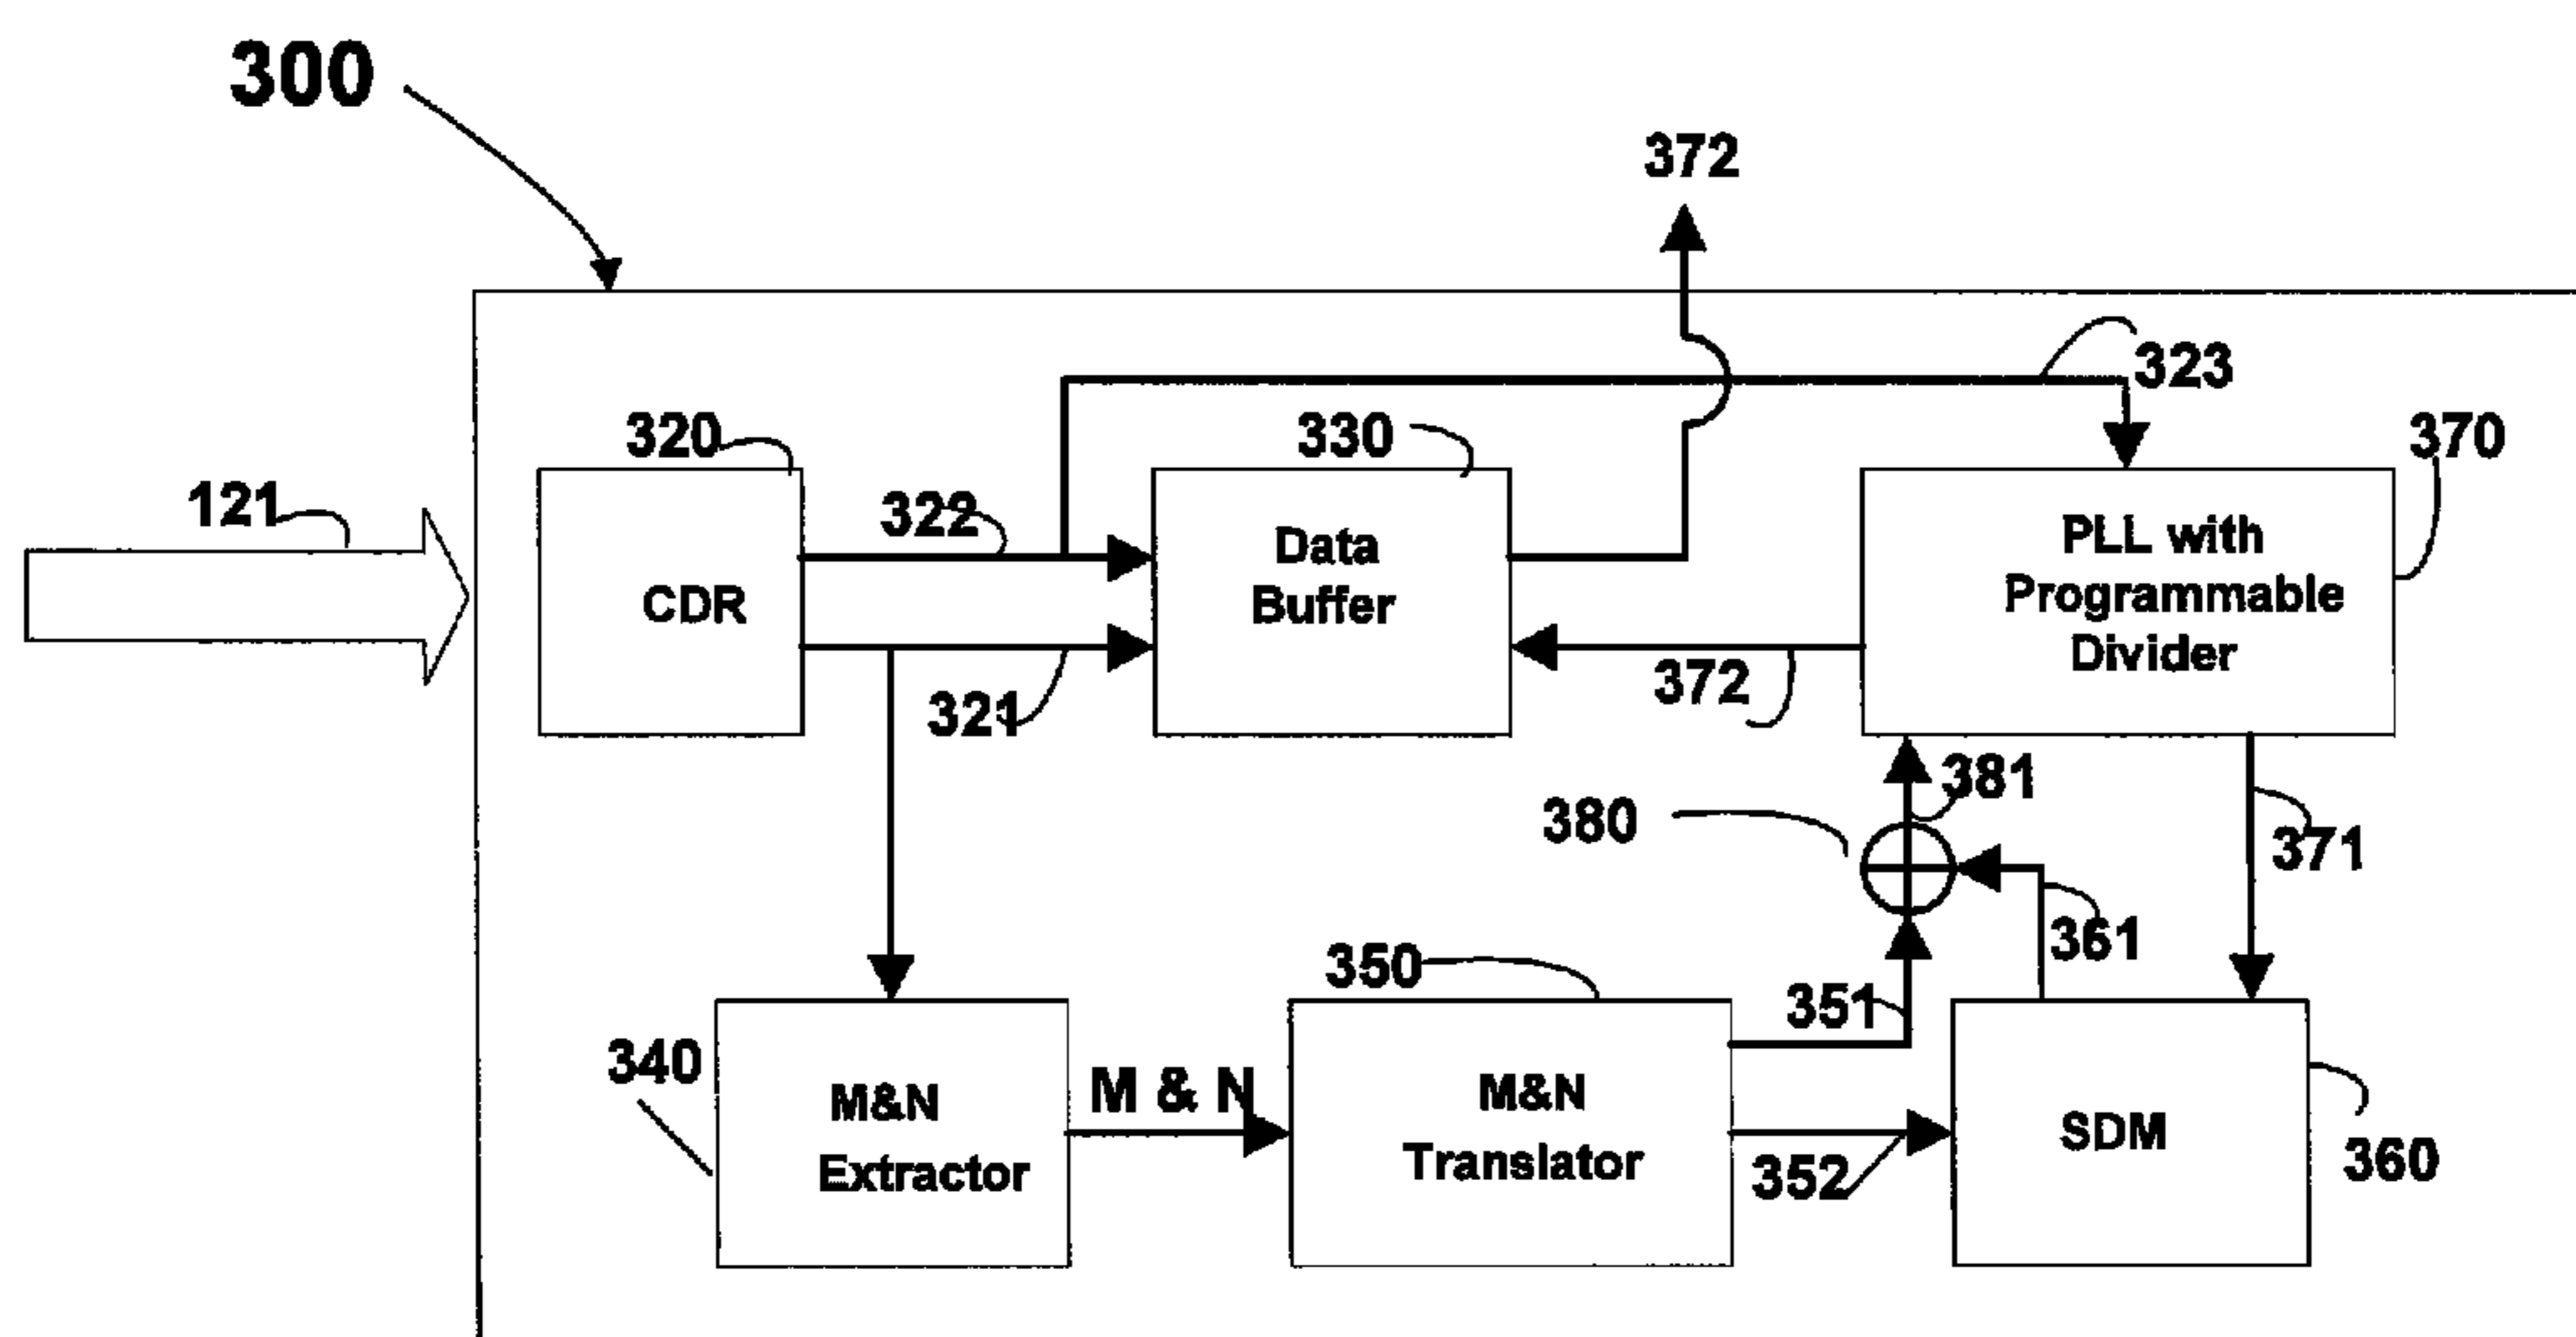 300
372
323
320
330
370
121
322
CDR
Data
Buffer
PLL with
Programmable
Divider
321
372
381
380
371
361
350
351
340
M&N
Extractor
M & N
M&N
Translator
352
SDM
360